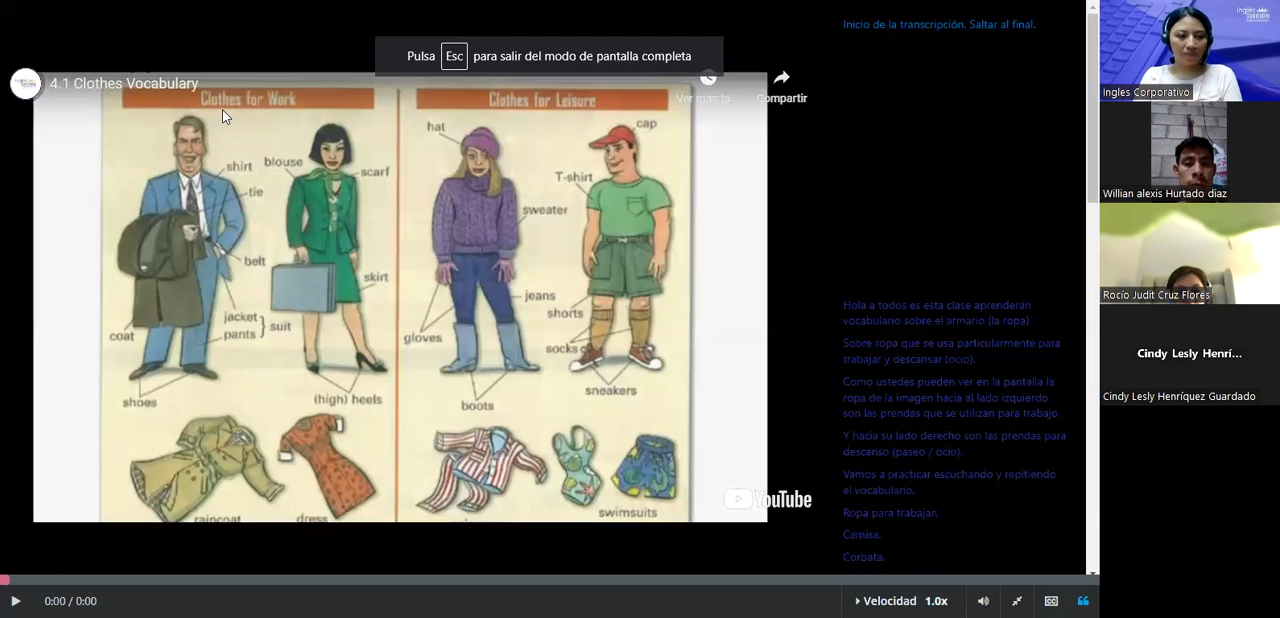 Inicio de la transcripción. Saltar al final.
Pulsa Esc para salir del modo de pantalla completa
4.1 Clothes Vocabulary
Ver más ta...
Compartir
Clothes for Work
Clothes for Leisure
shirt
tie
belt
jacket
pants
suit
coat
shoes
blouse
scarf
skirt
(high) heels
raincoat
dress
hat
sweater
jeans
gloves
boots
cap
T-shirt
shorts
socks
sneakers
swimsuits
YouTube
Hola a todos es esta clase aprenderán
vocabulario sobre el armario (la ropa)
Sobre ropa que se usa particularmente para
trabajar y descansar (ocio).
Como ustedes pueden ver en la pantalla la
ropa de la imagen hacia al lado izquierdo
son las prendas que se utilizan para trabajo.
Y hacia su lado derecho son las prendas para
descanso (paseo / ocio).
Vamos a practicar escuchando y repitiendo
el vocabulario.
Ropa para trabajar:
Camisa.
Corbata.
0:00 / 0:00
Velocidad 1.0x
Ingles Corporativo
Willian alexis Hurtado diaz
Rocío Judit Cruz Flores
Cindy Lesly Henrí...
Cindy Lesly Henríquez Guardado